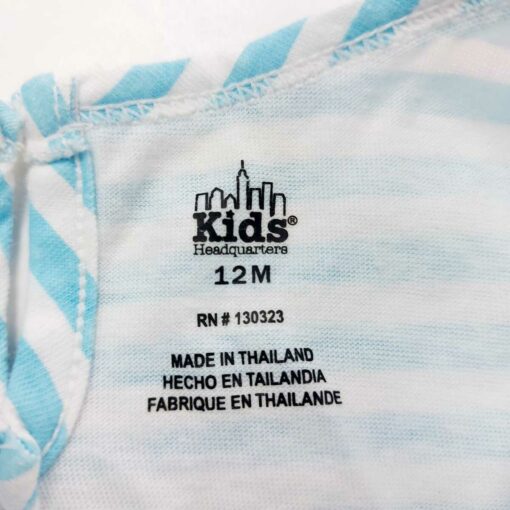 Kids®
Headquarters
12M
RN # 130323
MADE IN THAILAND
HECHO EN TAILANDIA
FABRIQUE EN THAILANDE